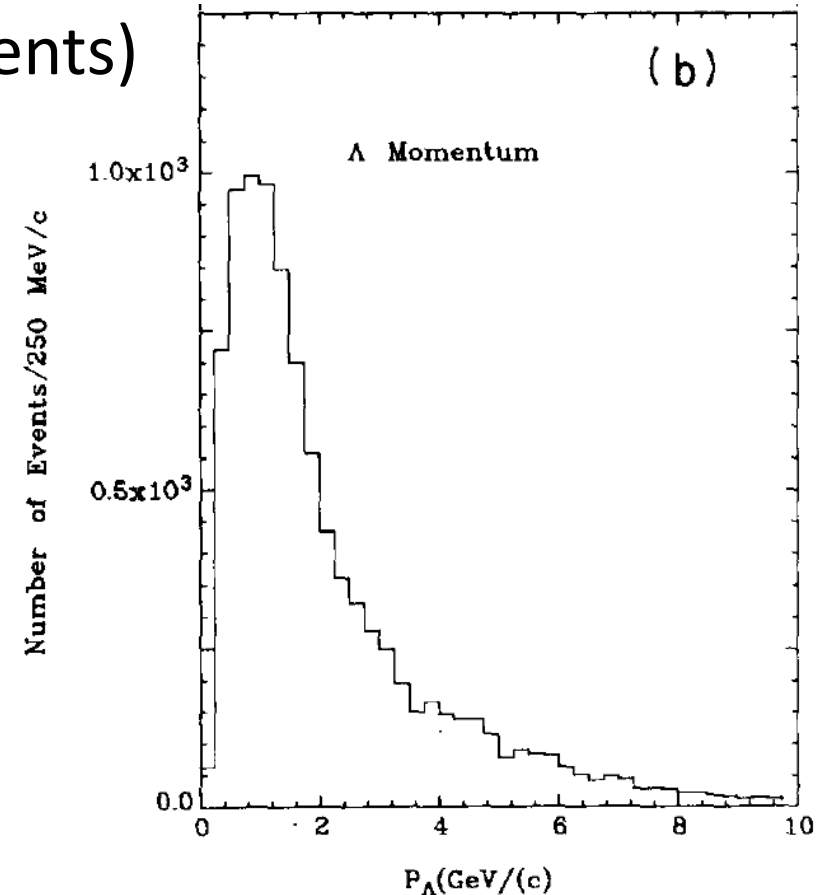 ents)
(b)
Λ Momentum
1.0x10³
0.5x10³
0.0
Number of Events/250 MeV/c
0 2 4 6 8 10
P_Λ(GeV/(c)